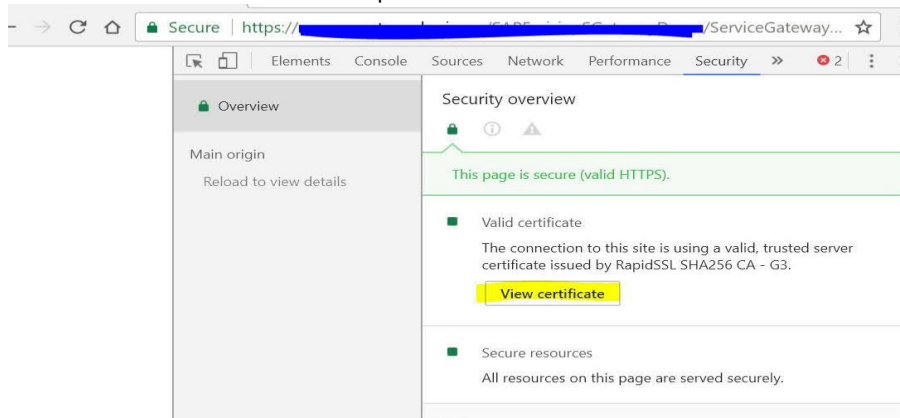 Secure | https:// /ServiceGateway...
Elements Console Sources Network Performance Security » 2
Overview
Main origin
Reload to view details
Security overview
This page is secure (valid HTTPS).
Valid certificate
The connection to this site is using a valid, trusted server
certificate issued by RapidSSL SHA256 CA - G3.
View certificate
Secure resources
All resources on this page are served securely.